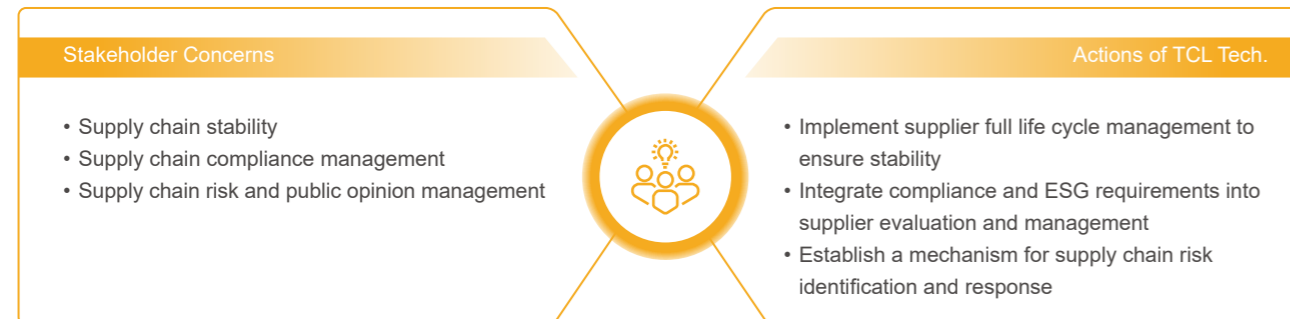 Stakeholder Concerns
• Supply chain stability
• Supply chain compliance management
• Supply chain risk and public opinion management
Actions of TCL Tech.
• Implement supplier full life cycle management to
ensure stability
• Integrate compliance and ESG requirements into
supplier evaluation and management
• Establish a mechanism for supply chain risk
identification and response